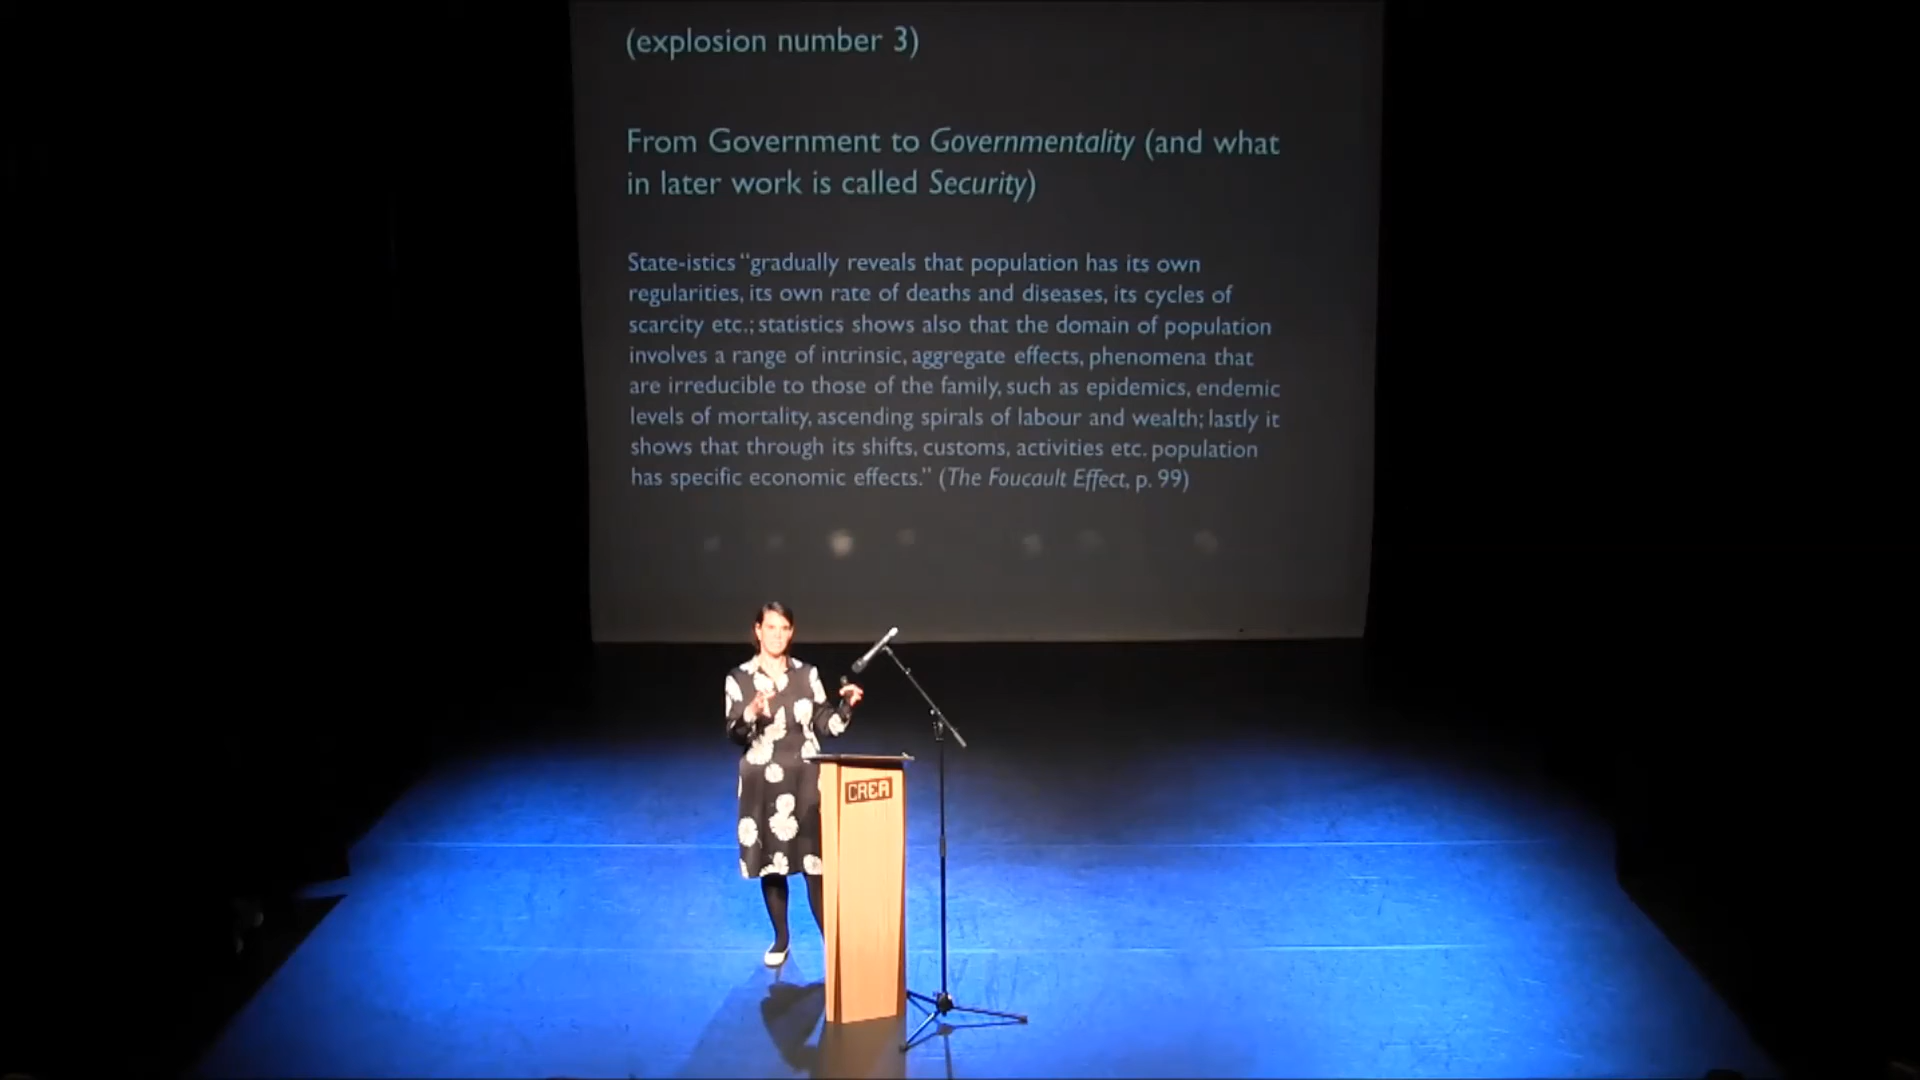 (explosion number 3)
From Government to Governmentality (and what
in later work is called Security)
State-istics “gradually reveals that population has its own
regularities, its own rate of deaths and diseases, its cycles of
scarcity etc.; statistics shows also that the domain of population
involves a range of intrinsic, aggregate effects, phenomena that
are irreducible to those of the family, such as epidemics, endemic
levels of mortality, ascending spirals of labour and wealth; lastly it
shows that through its shifts, customs, activities etc. population
has specific economic effects.” (The Foucault Effect, p. 99)
CREA